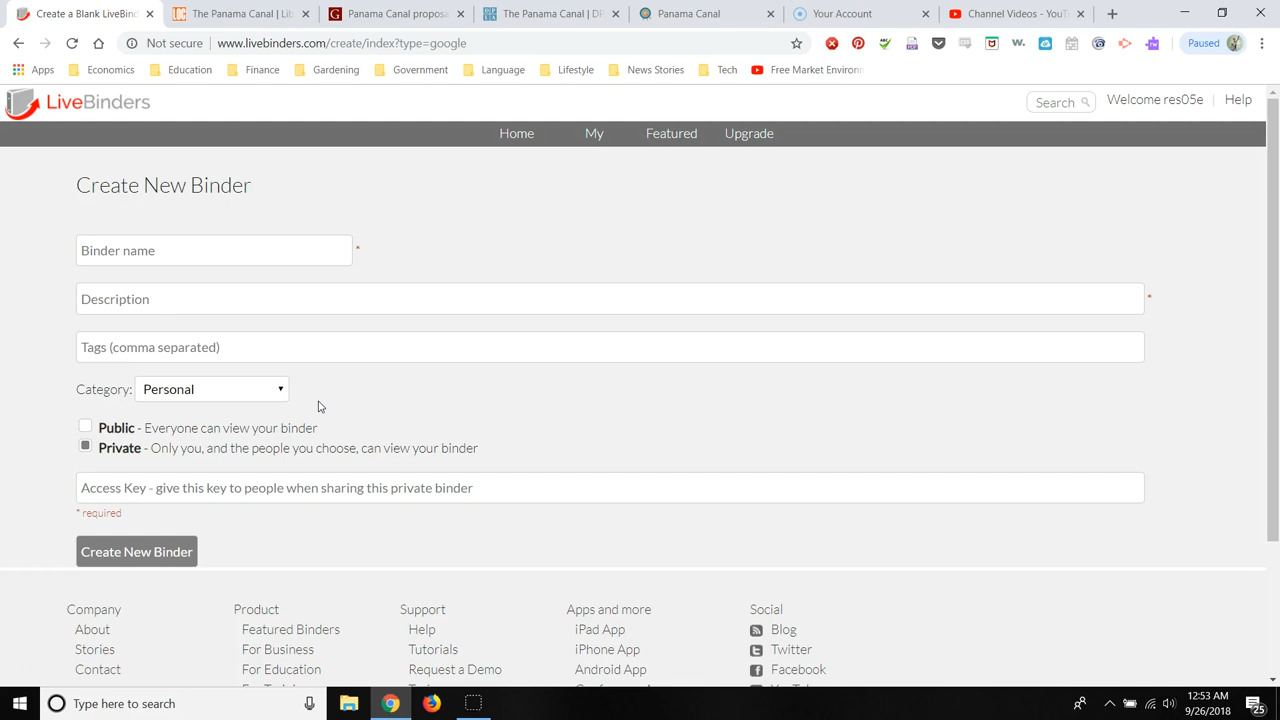 Create a Blank LiveBin
The Panama Canal | Lib
Panama Canal proposa
The Panama Canal | DP
Panama Canal
Your Account
Channel Videos - YouT
Not secure
www.livebinders.com/create/index?type=google
Paused
Apps
Economics
Education
Finance
Gardening
Government
Language
Lifestyle
News Stories
Tech
Free Market Environ
LiveBinders
Search
Welcome res05e
Help
Home
My
Featured
Upgrade
Create New Binder
Binder name *
Description *
Tags (comma separated)
Category: Personal
Public - Everyone can view your binder
Private - Only you, and the people you choose, can view your binder
Access Key - give this key to people when sharing this private binder
* required
Create New Binder
Company
Product
Support
Apps and more
Social
About
Featured Binders
Help
iPad App
Blog
Stories
For Business
Tutorials
iPhone App
Twitter
Contact
For Education
Request a Demo
Android App
Facebook
Type here to search
12:53 AM
9/26/2018
25